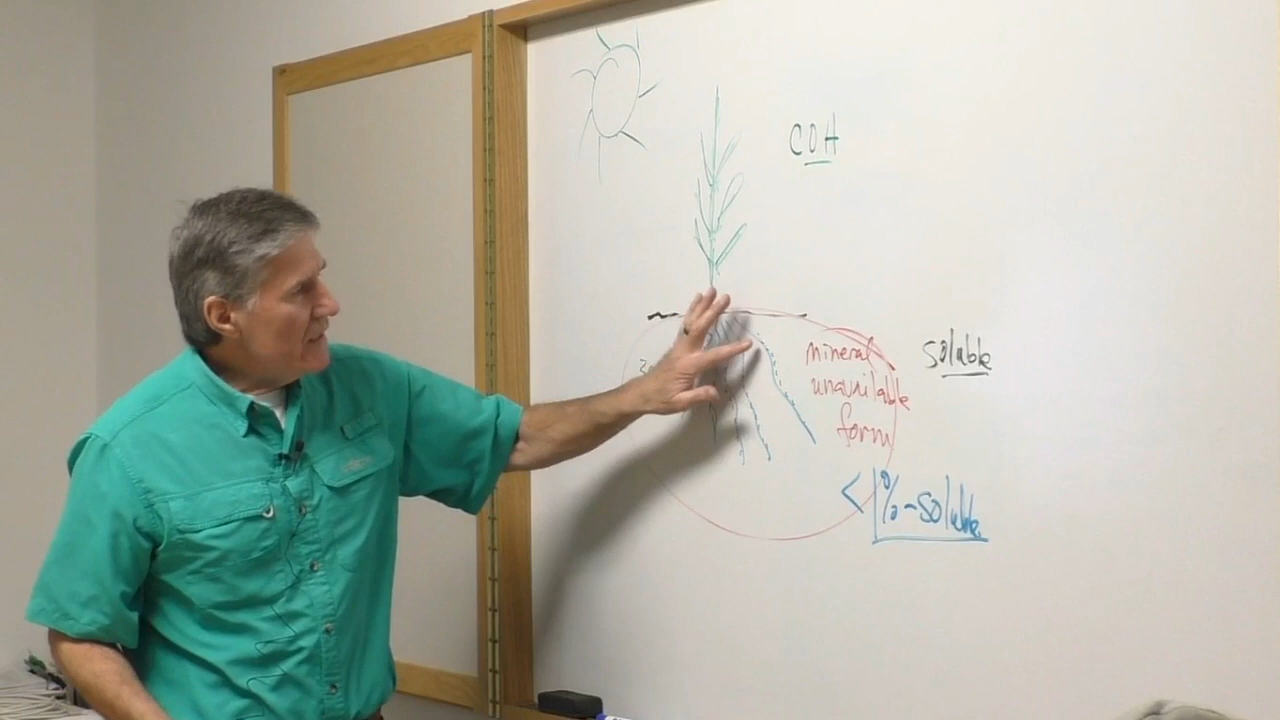 COH
mineral
unavailable
form
soluble
<1%-soluble